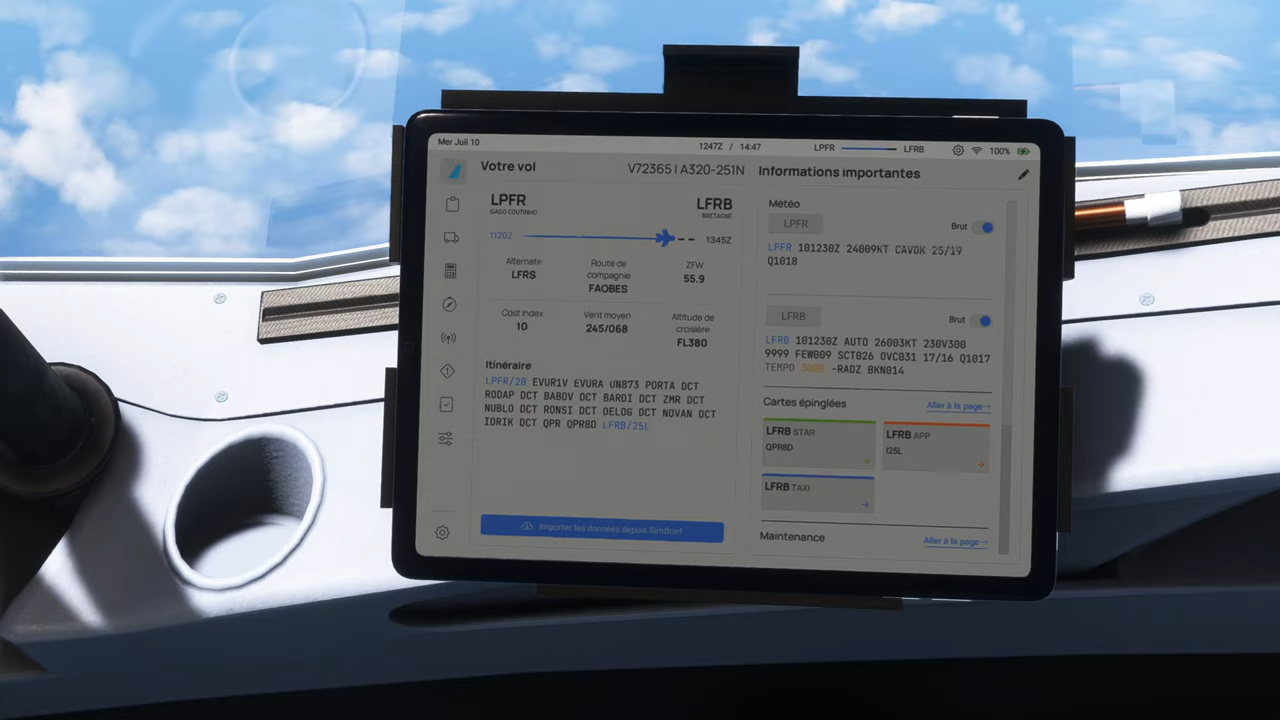 Mer Juil 10
1247Z / 14:47
LPFR
LFRB
100%
Votre vol
V72365 | A320-251N
LPFR
GAGO COUTINHO
LFRB
BRETAGNE
1120Z
1345Z
Alternate
LFRS
Route de
compagnie
FAOBES
ZFW
55.9
Cost Index
10
Vent moyen
245/068
Altitude de
croisière
FL380
Itinéraire
LPFR/28 EVUR1V EVURA UN873 PORTA DCT
RODAP DCT BABOV DCT BARDI DCT ZMR DCT
NUBLO DCT RONSI DCT DELOG DCT NOVAN DCT
IDRIK DCT QPR QPR8D LFRB/25L
Importer les données depuis SimBrief
Informations importantes
Météo
LPFR
Brut
LPFR 101230Z 24009KT CAVOK 25/19
Q1018
LFRB
Brut
LFRB 101230Z AUTO 26003KT 230V300
9999 FEW009 SCT026 OVC031 17/16 Q1017
TEMPO 3000 -RADZ BKN014
Cartes épinglées
Aller à la page
LFRB STAR
QPR8D
LFRB APP
I25L
LFRB TAXI
Maintenance
Aller à la page